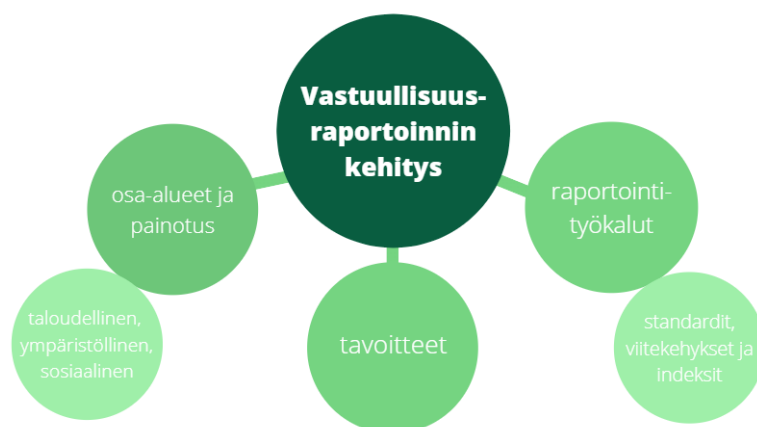 Vastuullisuus-
raportoinnin
kehitys
osa-alueet ja
painotus
raportointi-
työkalut
taloudellinen,
ympäristöllinen,
sosiaalinen
tavoitteet
standardit,
viitekehykset ja
indeksit